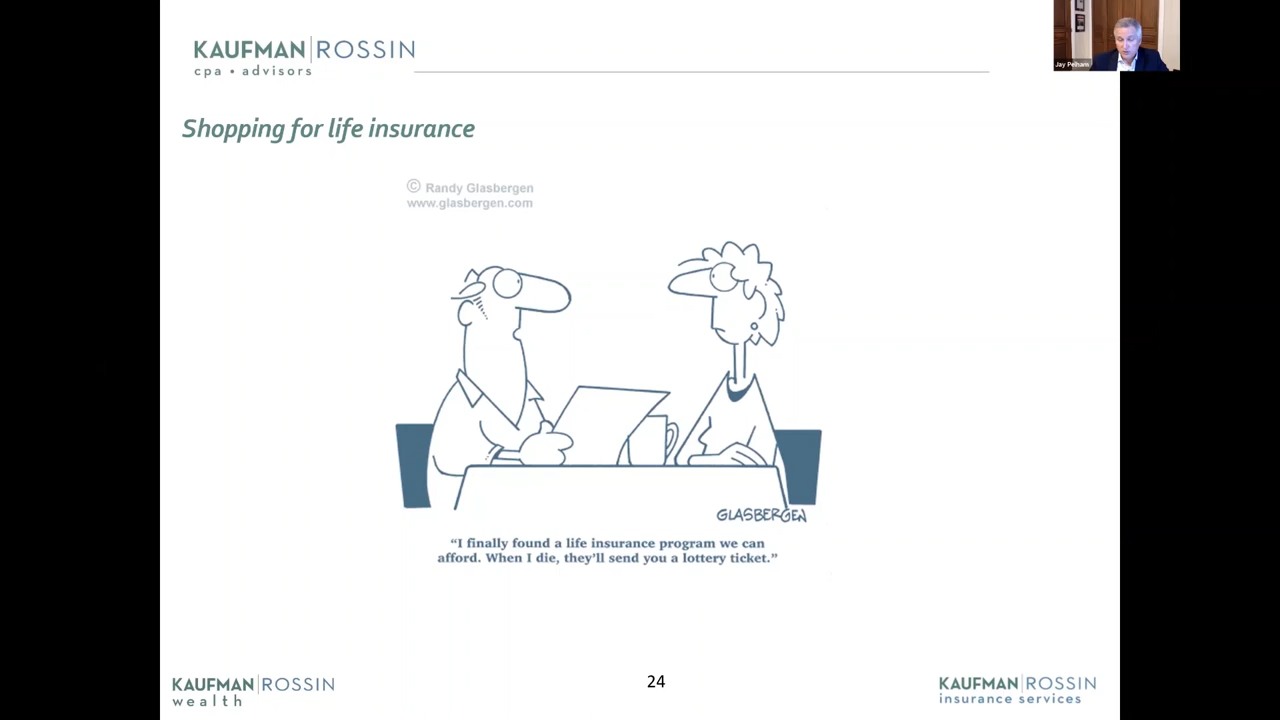 KAUFMAN ROSSIN
cpa • advisors
Jay Pelham
Shopping for life insurance
© Randy Glasbergen
www.glasbergen.com
GLASBERGEN
“I finally found a life insurance program we can
afford. When I die, they’ll send you a lottery ticket.”
KAUFMAN ROSSIN
wealth
24
KAUFMAN ROSSIN
insurance services